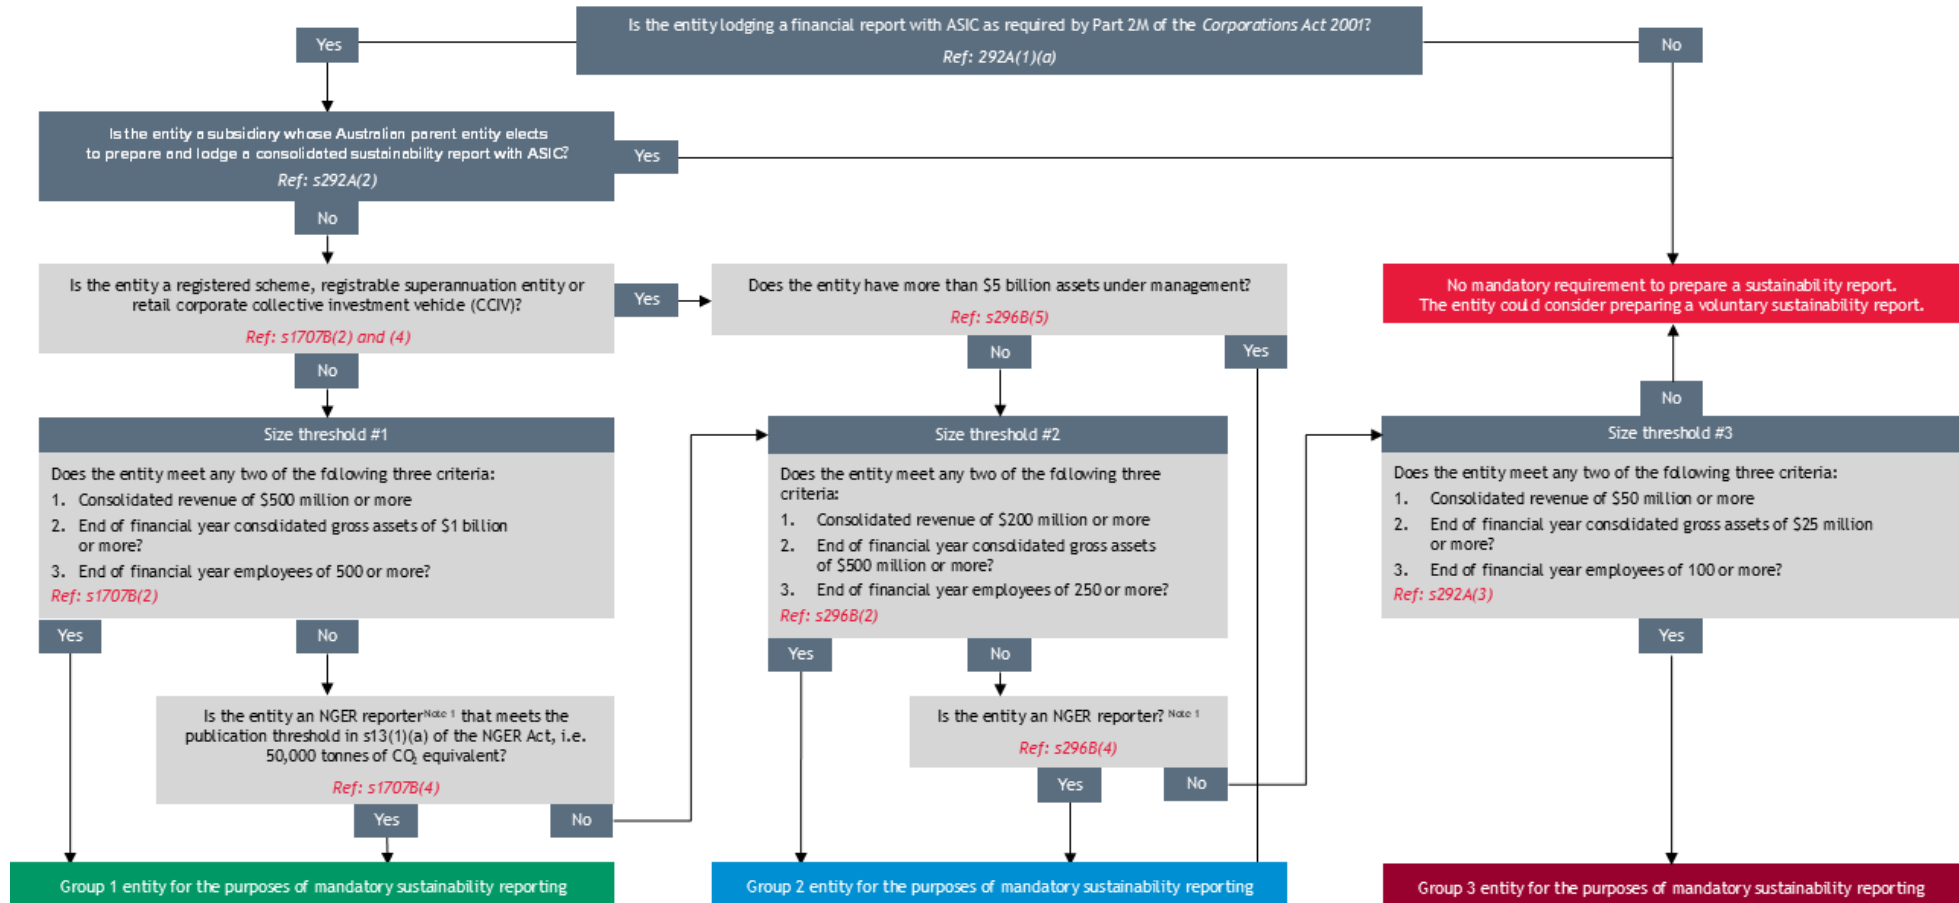 Is the entity lodging a financial report with ASIC as required by Part 2M of the Corporations Act 2001?
Ref: 292A(1)(a)
Yes
No
Is the entity a subsidiary whose Australian parent entity elects
to prepare and lodge a consolidated sustainability report with ASIC?
Ref: s292A(2)
Yes
No
Is the entity a registered scheme, registrable superannuation entity or
retail corporate collective investment vehicle (CCIV)?
Ref: s1707B(2) and (4)
Yes
No
Does the entity have more than $5 billion assets under management?
Ref: s296B(5)
No
Yes
No mandatory requirement to prepare a sustainability report.
The entity could consider preparing a voluntary sustainability report.
Size threshold #1
Does the entity meet any two of the following three criteria:
1. Consolidated revenue of $500 million or more
2. End of financial year consolidated gross assets of $1 billion
or more?
3. End of financial year employees of 500 or more?
Ref: s1707B(2)
Yes
No
Is the entity an NGER reporter Note 1 that meets the
publication threshold in s13(1)(a) of the NGER Act, i.e.
50,000 tonnes of CO₂ equivalent?
Ref: s1707B(4)
Yes
No
Group 1 entity for the purposes of mandatory sustainability reporting
Size threshold #2
Does the entity meet any two of the following three
criteria:
1. Consolidated revenue of $200 million or more
2. End of financial year consolidated gross assets
of $500 million or more?
3. End of financial year employees of 250 or more?
Ref: s296B(2)
Yes
No
Is the entity an NGER reporter? Note 1
Ref: s296B(4)
Yes
No
Group 2 entity for the purposes of mandatory sustainability reporting
No
Size threshold #3
Does the entity meet any two of the following three criteria:
1. Consolidated revenue of $50 million or more
2. End of financial year consolidated gross assets of $25 million
or more?
3. End of financial year employees of 100 or more?
Ref: s292A(3)
Yes
Group 3 entity for the purposes of mandatory sustainability reporting